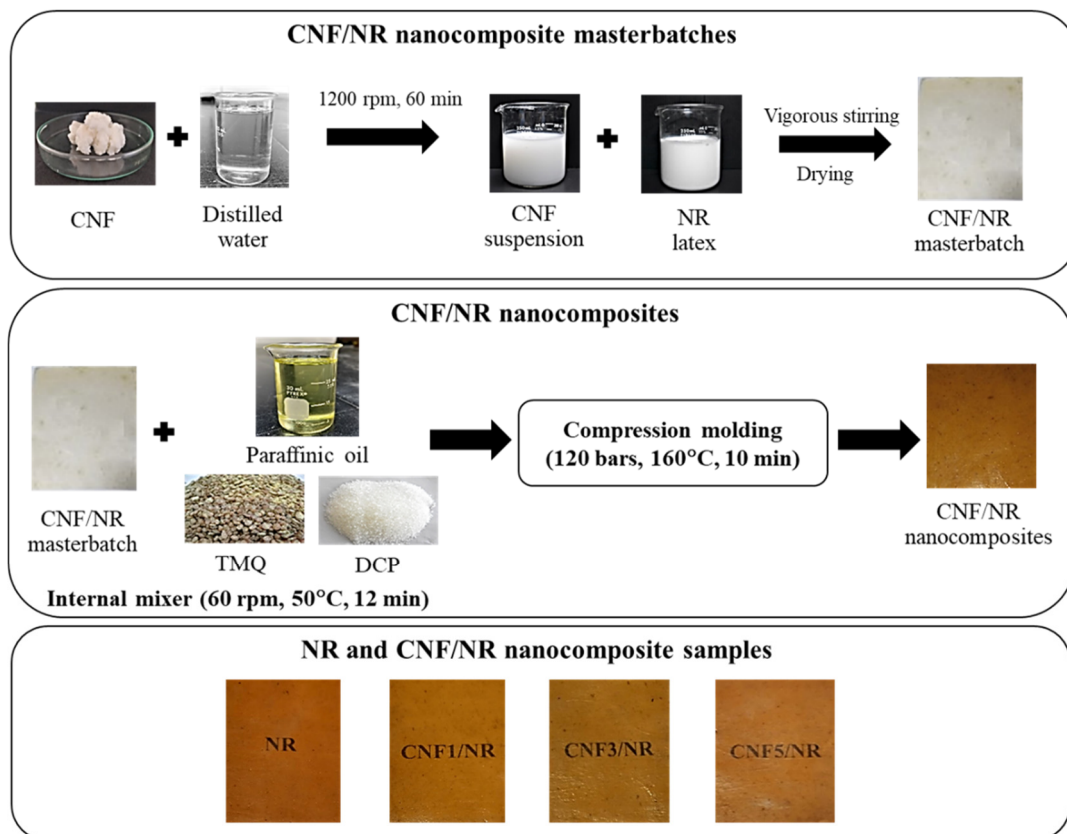 CNF/NR nanocomposite masterbatches
1200 rpm, 60 min
Vigorous stirring
Drying
CNF
Distilled
water
CNF
suspension
NR
latex
CNF/NR
masterbatch
CNF/NR nanocomposites
Paraffinic oil
Compression molding
(120 bars, 160°C, 10 min)
CNF/NR
masterbatch
TMQ
DCP
CNF/NR
nanocomposites
Internal mixer (60 rpm, 50°C, 12 min)
NR and CNF/NR nanocomposite samples
NR
CNF1/NR
CNF3/NR
CNF5/NR